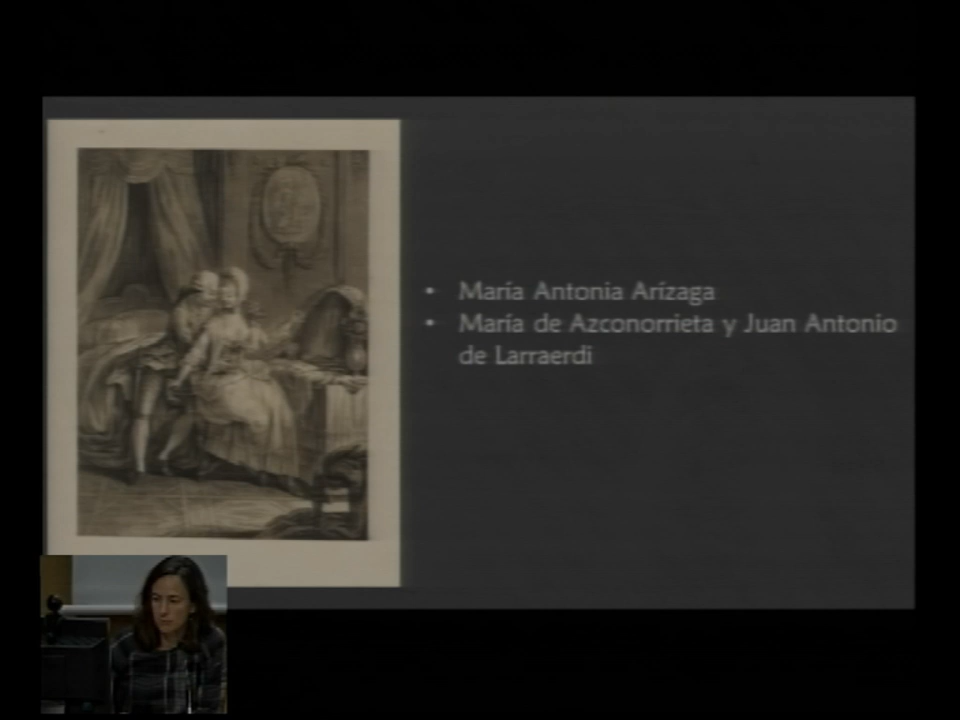 • María Antonia Arízaga
• María de Azconorrieta y Juan Antonio
de Larraerdi